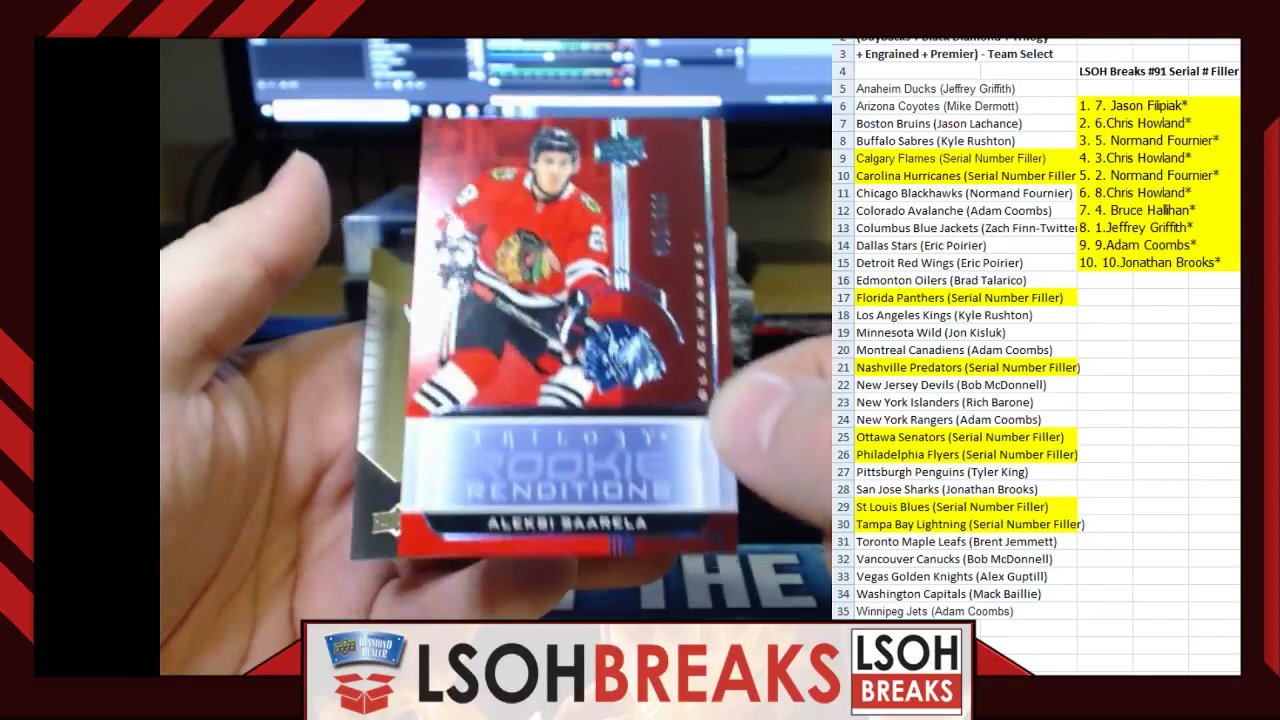 BLACKHAWKS
TRILOGY
ROOKIE
RENDITIONS
ALEKSI SAARELA
THE
3 + Engrained + Premier) - Team Select
4 LSOH Breaks #91 Serial # Filler
5 Anaheim Ducks (Jeffrey Griffith)
6 Arizona Coyotes (Mike Dermott) 1. 7. Jason Filipiak*
7 Boston Bruins (Jason Lachance) 2. 6.Chris Howland*
8 Buffalo Sabres (Kyle Rushton) 3. 5. Normand Fournier*
9 Calgary Flames (Serial Number Filler) 4. 3.Chris Howland*
10 Carolina Hurricanes (Serial Number Filler 5. 2. Normand Fournier*
11 Chicago Blackhawks (Normand Fournier) 6. 8.Chris Howland*
12 Colorado Avalanche (Adam Coombs) 7. 4. Bruce Hallihan*
13 Columbus Blue Jackets (Zach Finn-Twitter 8. 1.Jeffrey Griffith*
14 Dallas Stars (Eric Poirier) 9. 9.Adam Coombs*
15 Detroit Red Wings (Eric Poirier) 10. 10.Jonathan Brooks*
16 Edmonton Oilers (Brad Talarico)
17 Florida Panthers (Serial Number Filler)
18 Los Angeles Kings (Kyle Rushton)
19 Minnesota Wild (Jon Kisluk)
20 Montreal Canadiens (Adam Coombs)
21 Nashville Predators (Serial Number Filler)
22 New Jersey Devils (Bob McDonnell)
23 New York Islanders (Rich Barone)
24 New York Rangers (Adam Coombs)
25 Ottawa Senators (Serial Number Filler)
26 Philadelphia Flyers (Serial Number Filler)
27 Pittsburgh Penguins (Tyler King)
28 San Jose Sharks (Jonathan Brooks)
29 St Louis Blues (Serial Number Filler)
30 Tampa Bay Lightning (Serial Number Filler)
31 Toronto Maple Leafs (Brent Jemmett)
32 Vancouver Canucks (Bob McDonnell)
33 Vegas Golden Knights (Alex Guptill)
34 Washington Capitals (Mack Baillie)
35 Winnipeg Jets (Adam Coombs)
DIAMOND
DEALER
LSOHBREAKS
LSOH
BREAKS